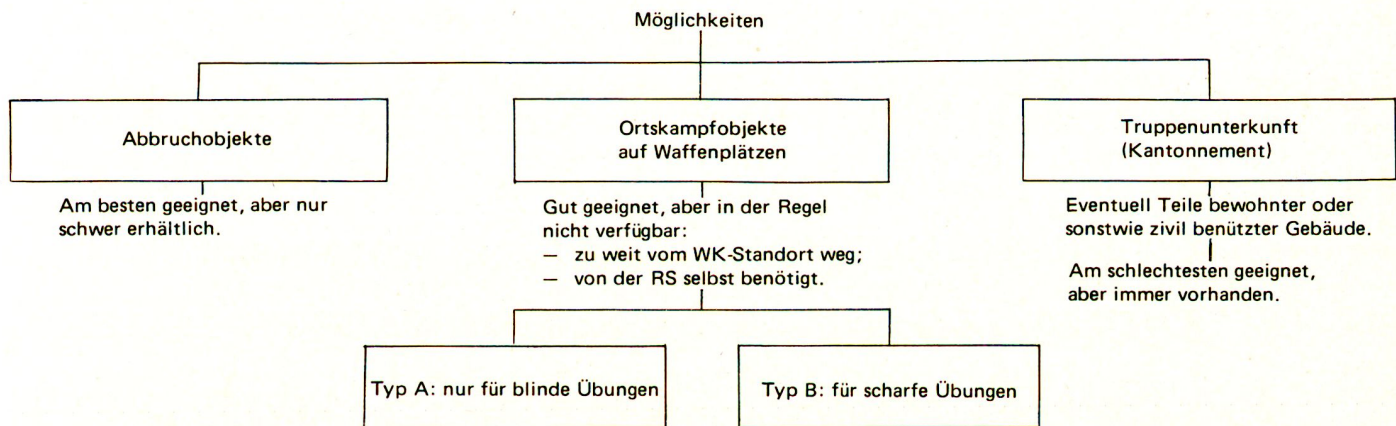 Möglichkeiten
Abbruchobjekte
Am besten geeignet, aber nur
schwer erhältlich.
Ortskampfobjekte
auf Waffenplätzen
Gut geeignet, aber in der Regel
nicht verfügbar:
— zu weit vom WK-Standort weg;
— von der RS selbst benötigt.
Typ A: nur für blinde Übungen
Typ B: für scharfe Übungen
Truppenunterkunft
(Kantonnement)
Eventuell Teile bewohnter oder
sonstwie zivil benützter Gebäude.
Am schlechtesten geeignet,
aber immer vorhanden.